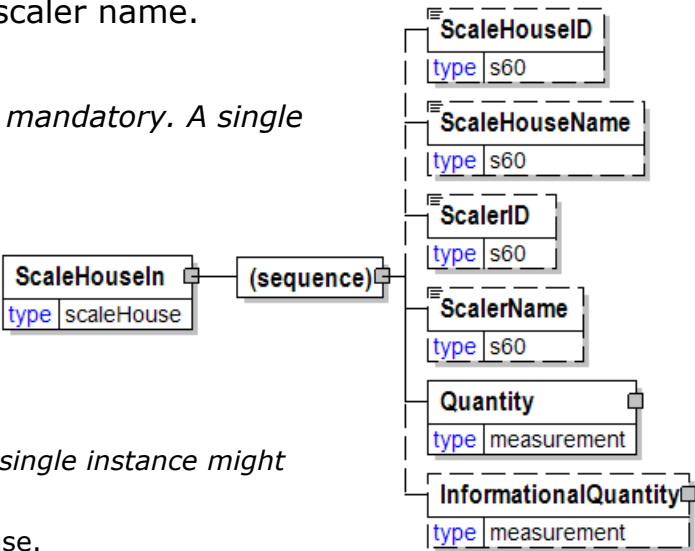 scaler name.
mandatory. A single
single instance might
se.
ScaleHouseIn
type scaleHouse
(sequence)
ScaleHouseID
type s60
ScaleHouseName
type s60
ScalerID
type s60
ScalerName
type s60
Quantity
type measurement
InformationalQuantity
type measurement